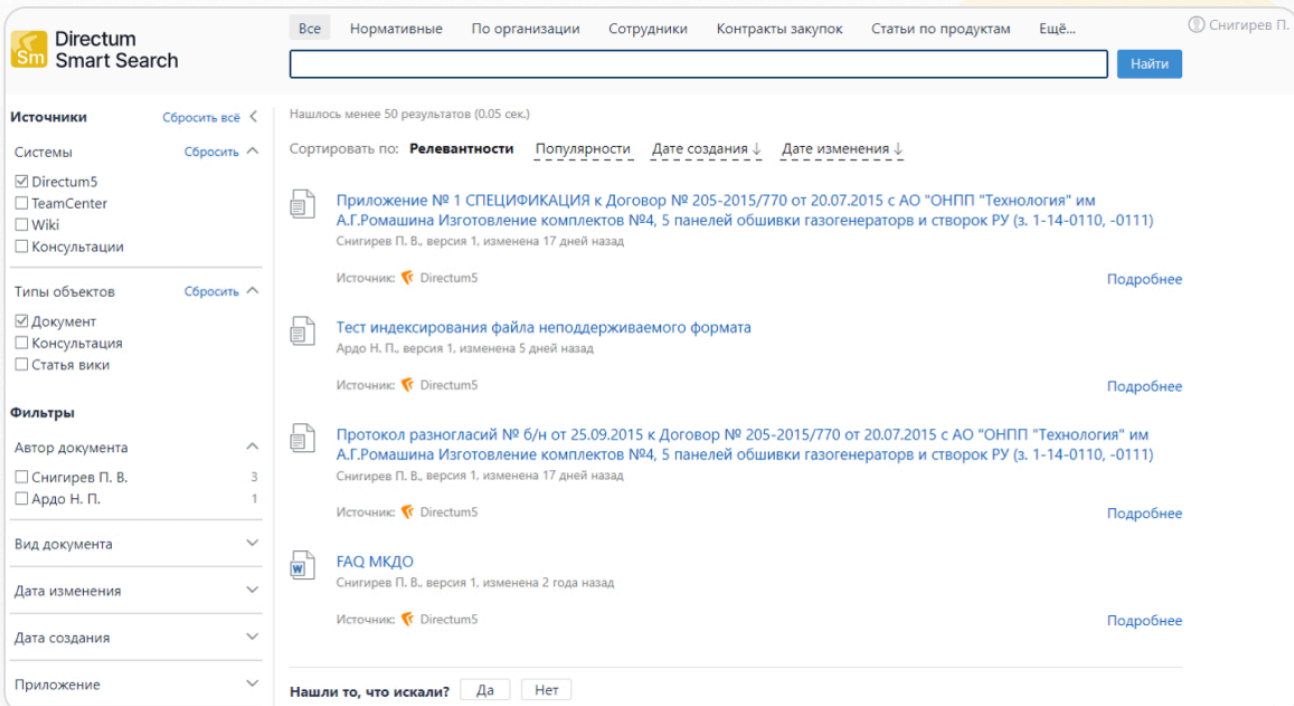 Directum
Smart Search
Sm
Все Нормативные По организации Сотрудники Контракты закупок Статьи по продуктам Ещё...
Снигирев П.
Найти
Источники Сбросить всё
Системы Сбросить
Directum5
TeamCenter
Wiki
Консультации
Типы объектов Сбросить
Документ
Консультация
Статья вики
Фильтры
Автор документа
Снигирев П. В. 3
Ардо Н. П. 1
Вид документа
Дата изменения
Дата создания
Приложение
Нашлось менее 50 результатов (0.05 сек.)
Сортировать по: Релевантности Популярности Дате создания ↓ Дате изменения ↓
Приложение № 1 СПЕЦИФИКАЦИЯ к Договор № 205-2015/770 от 20.07.2015 с АО "ОНПП "Технология" им
А.Г.Ромашина Изготовление комплектов №4, 5 панелей обшивки газогенераторв и створок РУ (з. 1-14-0110, -0111)
Снигирев П. В., версия 1, изменена 17 дней назад
Источник: Directum5
Подробнее
Тест индексирования файла неподдерживаемого формата
Ардо Н. П., версия 1, изменена 5 дней назад
Источник: Directum5
Подробнее
Протокол разногласий № б/н от 25.09.2015 к Договор № 205-2015/770 от 20.07.2015 с АО "ОНПП "Технология" им
А.Г.Ромашина Изготовление комплектов №4, 5 панелей обшивки газогенераторв и створок РУ (з. 1-14-0110, -0111)
Снигирев П. В., версия 1, изменена 17 дней назад
Источник: Directum5
Подробнее
FAQ МКДО
Снигирев П. В., версия 1, изменена 2 года назад
Источник: Directum5
Подробнее
Нашли то, что искали? Да Нет